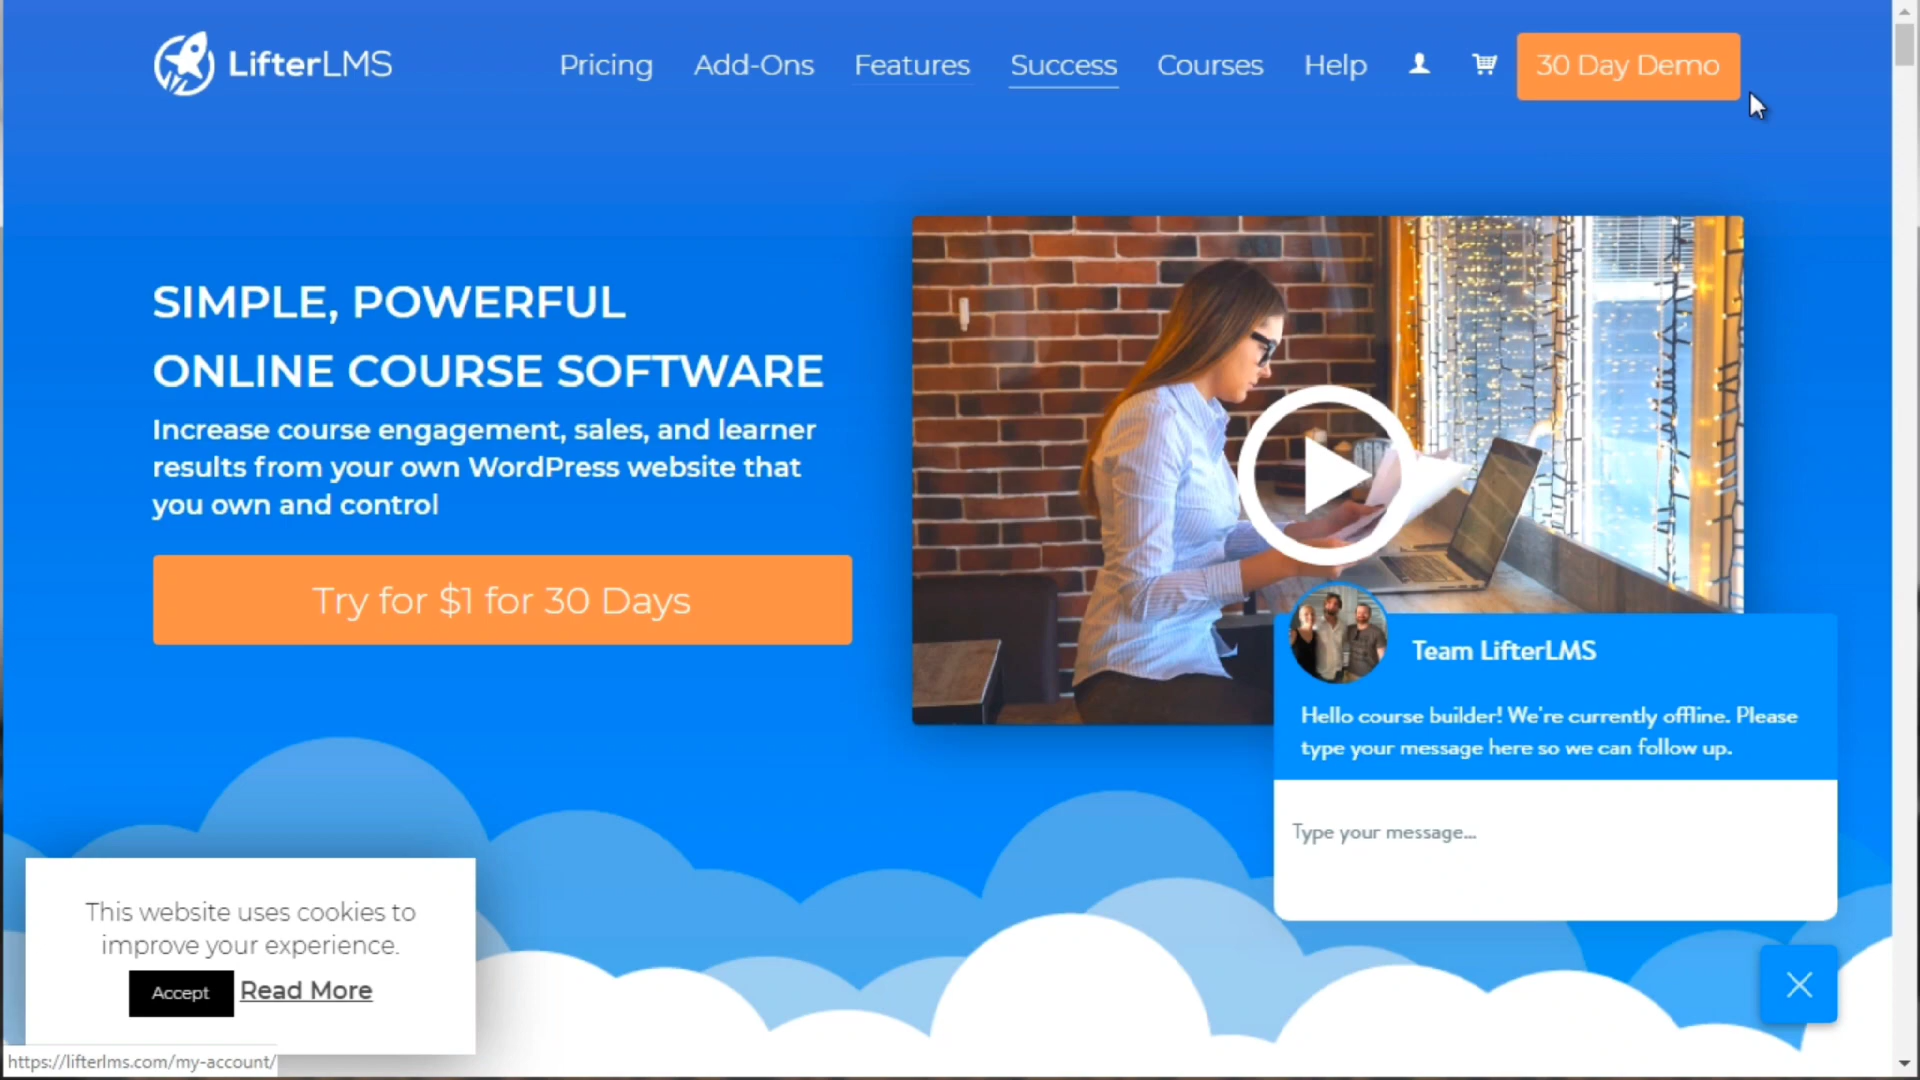 LifterLMS
Pricing
Add-Ons
Features
Success
Courses
Help
30 Day Demo
SIMPLE, POWERFUL
ONLINE COURSE SOFTWARE
Increase course engagement, sales, and learner
results from your own WordPress website that
you own and control
Try for $1 for 30 Days
Team LifterLMS
Hello course builder! We're currently offline. Please
type your message here so we can follow up.
Type your message...
This website uses cookies to
improve your experience.
Accept Read More
https://lifterlms.com/my-account/